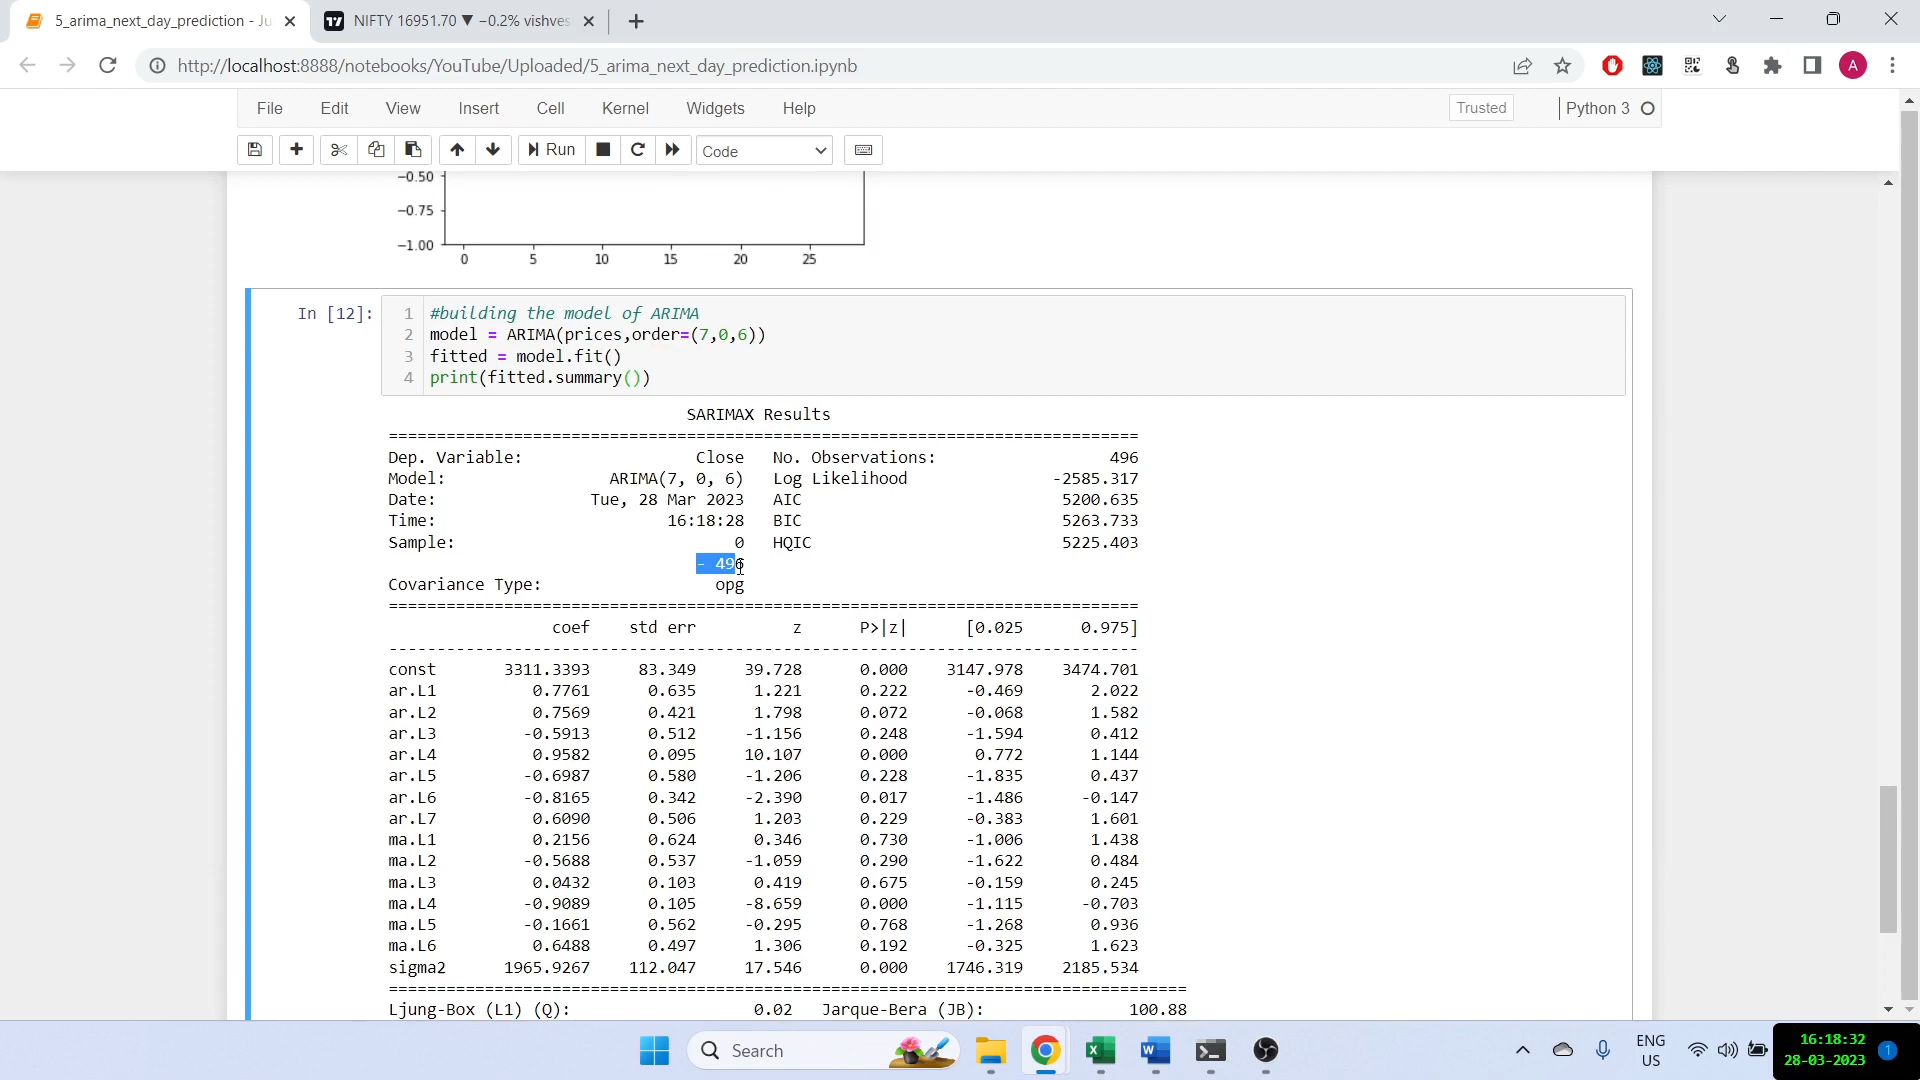 5_arima_next_day_prediction - Ju
NIFTY 16951.70 ▼ −0.2% vishves
http://localhost:8888/notebooks/YouTube/Uploaded/5_arima_next_day_prediction.ipynb
A
File Edit View Insert Cell Kernel Widgets Help
Trusted
Python 3
Run
Code
−0.50
−0.75
−1.00
0 5 10 15 20 25
In [12]:
1 #building the model of ARIMA
2 model = ARIMA(prices,order=(7,0,6))
3 fitted = model.fit()
4 print(fitted.summary())
SARIMAX Results
==============================================================================
Dep. Variable: Close No. Observations: 496
Model: ARIMA(7, 0, 6) Log Likelihood -2585.317
Date: Tue, 28 Mar 2023 AIC 5200.635
Time: 16:18:28 BIC 5263.733
Sample: 0 HQIC 5225.403
- 496
Covariance Type: opg
==============================================================================
coef std err z P>|z| [0.025 0.975]
------------------------------------------------------------------------------
const 3311.3393 83.349 39.728 0.000 3147.978 3474.701
ar.L1 0.7761 0.635 1.221 0.222 -0.469 2.022
ar.L2 0.7569 0.421 1.798 0.072 -0.068 1.582
ar.L3 -0.5913 0.512 -1.156 0.248 -1.594 0.412
ar.L4 0.9582 0.095 10.107 0.000 0.772 1.144
ar.L5 -0.6987 0.580 -1.206 0.228 -1.835 0.437
ar.L6 -0.8165 0.342 -2.390 0.017 -1.486 -0.147
ar.L7 0.6090 0.506 1.203 0.229 -0.383 1.601
ma.L1 0.2156 0.624 0.346 0.730 -1.006 1.438
ma.L2 -0.5688 0.537 -1.059 0.290 -1.622 0.484
ma.L3 0.0432 0.103 0.419 0.675 -0.159 0.245
ma.L4 -0.9089 0.105 -8.659 0.000 -1.115 -0.703
ma.L5 -0.1661 0.562 -0.295 0.768 -1.268 0.936
ma.L6 0.6488 0.497 1.306 0.192 -0.325 1.623
sigma2 1965.9267 112.047 17.546 0.000 1746.319 2185.534
===================================================================================
Ljung-Box (L1) (Q): 0.02 Jarque-Bera (JB): 100.88
Search
ENG
US
16:18:32
28-03-2023
1